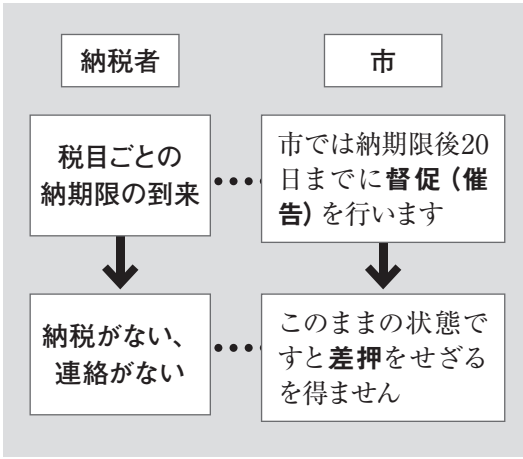 納税者
市
税目ごとの
納期限の到来
市では納期限後20
日までに督促（催
告）を行います
納税がない、
連絡がない
このままの状態で
すと差押をせざる
を得ません